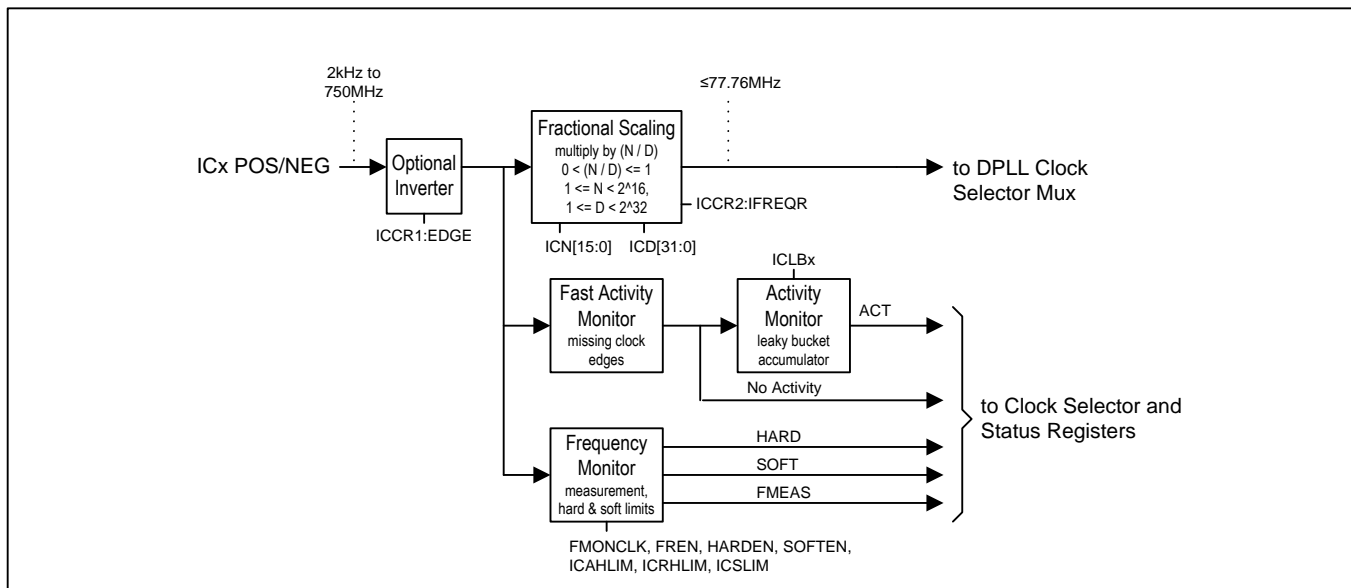 2kHz to
750MHz
≤77.76MHz
ICx POS/NEG
Optional
Inverter
ICCR1:EDGE
Fractional Scaling
multiply by (N / D)
0 < (N / D) <= 1
1 <= N < 2^16,
1 <= D < 2^32
ICCR2:IFREQR
ICN[15:0]
ICD[31:0]
to DPLL Clock
Selector Mux
Fast Activity
Monitor
missing clock
edges
ICLBx
Activity
Monitor
leaky bucket
accumulator
ACT
No Activity
Frequency
Monitor
measurement,
hard & soft limits
HARD
SOFT
FMEAS
to Clock Selector and
Status Registers
FMONCLK, FREN, HARDEN, SOFTEN,
ICAHLIM, ICRHLIM, ICSLIM